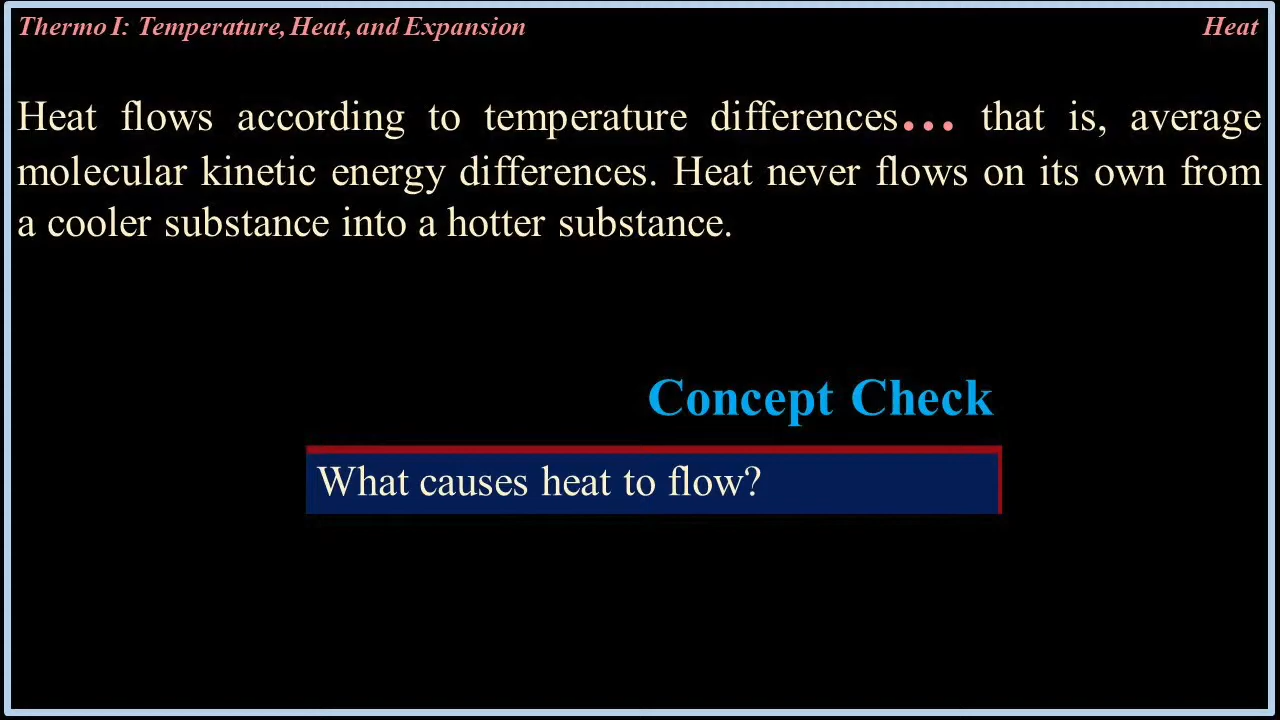 Thermo I: Temperature, Heat, and Expansion
Heat
Heat flows according to temperature differences... that is, average
molecular kinetic energy differences. Heat never flows on its own from
a cooler substance into a hotter substance.
Concept Check
What causes heat to flow?